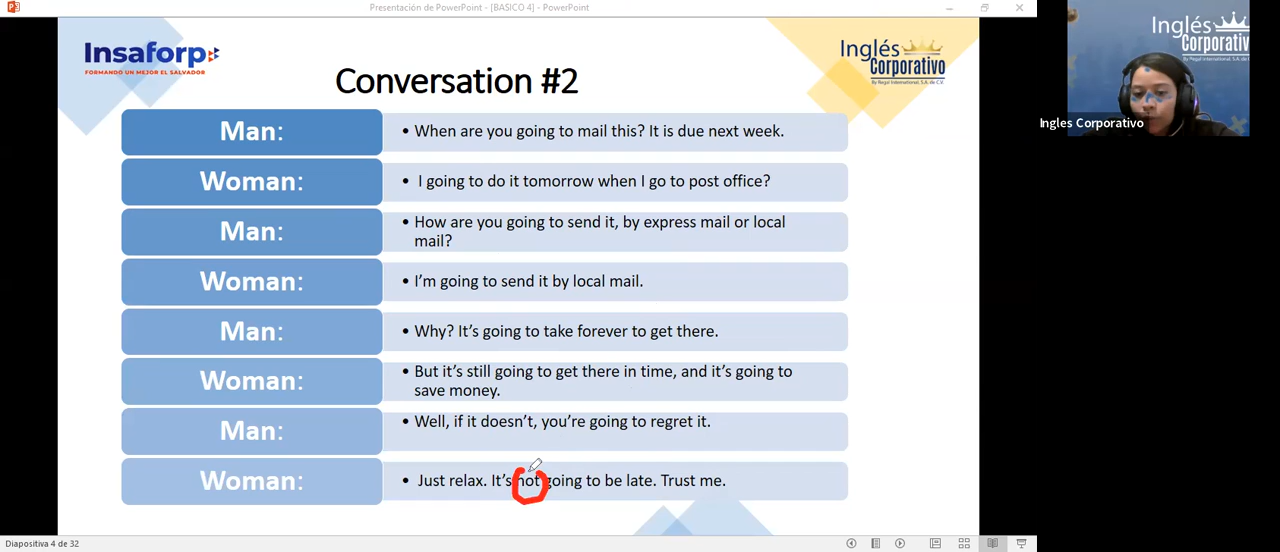 Presentación de PowerPoint - [BASICO 4] - PowerPoint
Insaforp
FORMANDO UN MEJOR EL SALVADOR
Inglés
Corporativo
By Regal International, S.A. de C.V.
Conversation #2
Man:
• When are you going to mail this? It is due next week.
Woman:
• I going to do it tomorrow when I go to post office?
Man:
• How are you going to send it, by express mail or local
mail?
Woman:
• I’m going to send it by local mail.
Man:
• Why? It’s going to take forever to get there.
Woman:
• But it’s still going to get there in time, and it’s going to
save money.
Man:
• Well, if it doesn’t, you’re going to regret it.
Woman:
• Just relax. It’s not going to be late. Trust me.
Inglés
Corporativo
By Regal International, S.A. de C.V.
Ingles Corporativo
Diapositiva 4 de 32